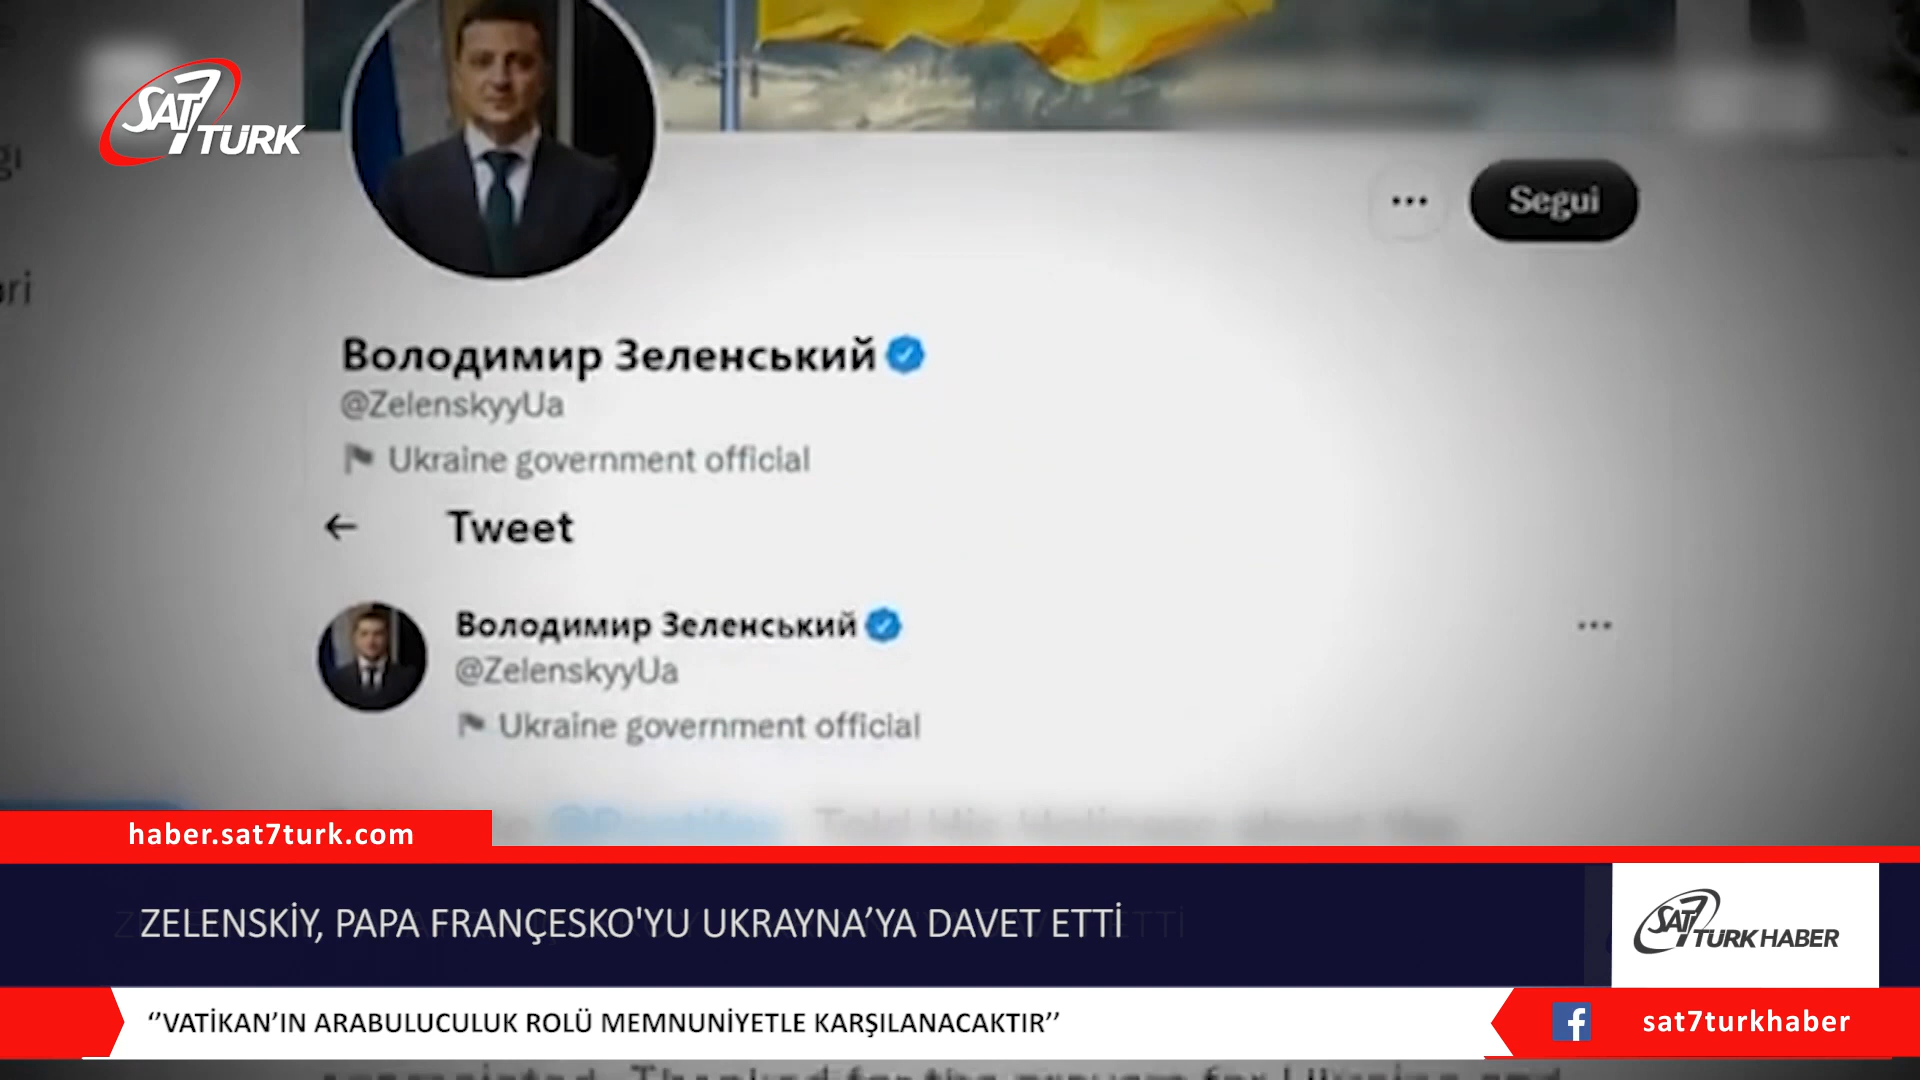 SAT7 TÜRK
Segui
Володимир Зеленський
@ZelenskyyUa
Ukraine government official
Tweet
Володимир Зеленський
@ZelenskyyUa
Ukraine government official
haber.sat7turk.com
ZELENSKİY, PAPA FRANÇESKO'YU UKRAYNA’YA DAVET ETTİ
SAT7 TÜRK HABER
‘’VATİKAN’IN ARABULUCULUK ROLÜ MEMNUNİYETLE KARŞILANACAKTIR’’
sat7turkhaber